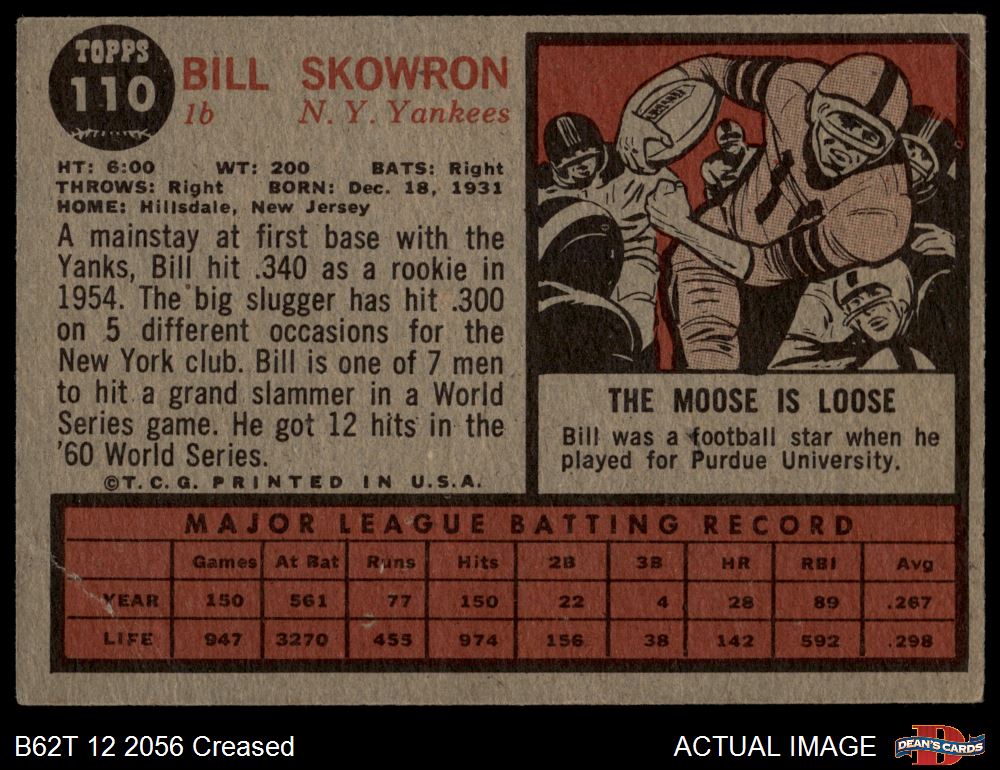 TOPPS
110
BILL SKOWRON
1b N. Y. Yankees
HT: 6:00 WT: 200 BATS: Right
THROWS: Right BORN: Dec. 18, 1931
HOME: Hillsdale, New Jersey
A mainstay at first base with the
Yanks, Bill hit .340 as a rookie in
1954. The big slugger has hit .300
on 5 different occasions for the
New York club. Bill is one of 7 men
to hit a grand slammer in a World
Series game. He got 12 hits in the
'60 World Series.
©T.C.G. PRINTED IN U.S.A.
THE MOOSE IS LOOSE
Bill was a football star when he
played for Purdue University.
MAJOR LEAGUE BATTING RECORD
Games At Bat Runs Hits 2B 3B HR RBI Avg
YEAR 150 561 77 150 22 4 28 89 .267
LIFE 947 3270 455 974 156 38 142 592 .298
B62T 12 2056 Creased
ACTUAL IMAGE
DEAN'S CARDS